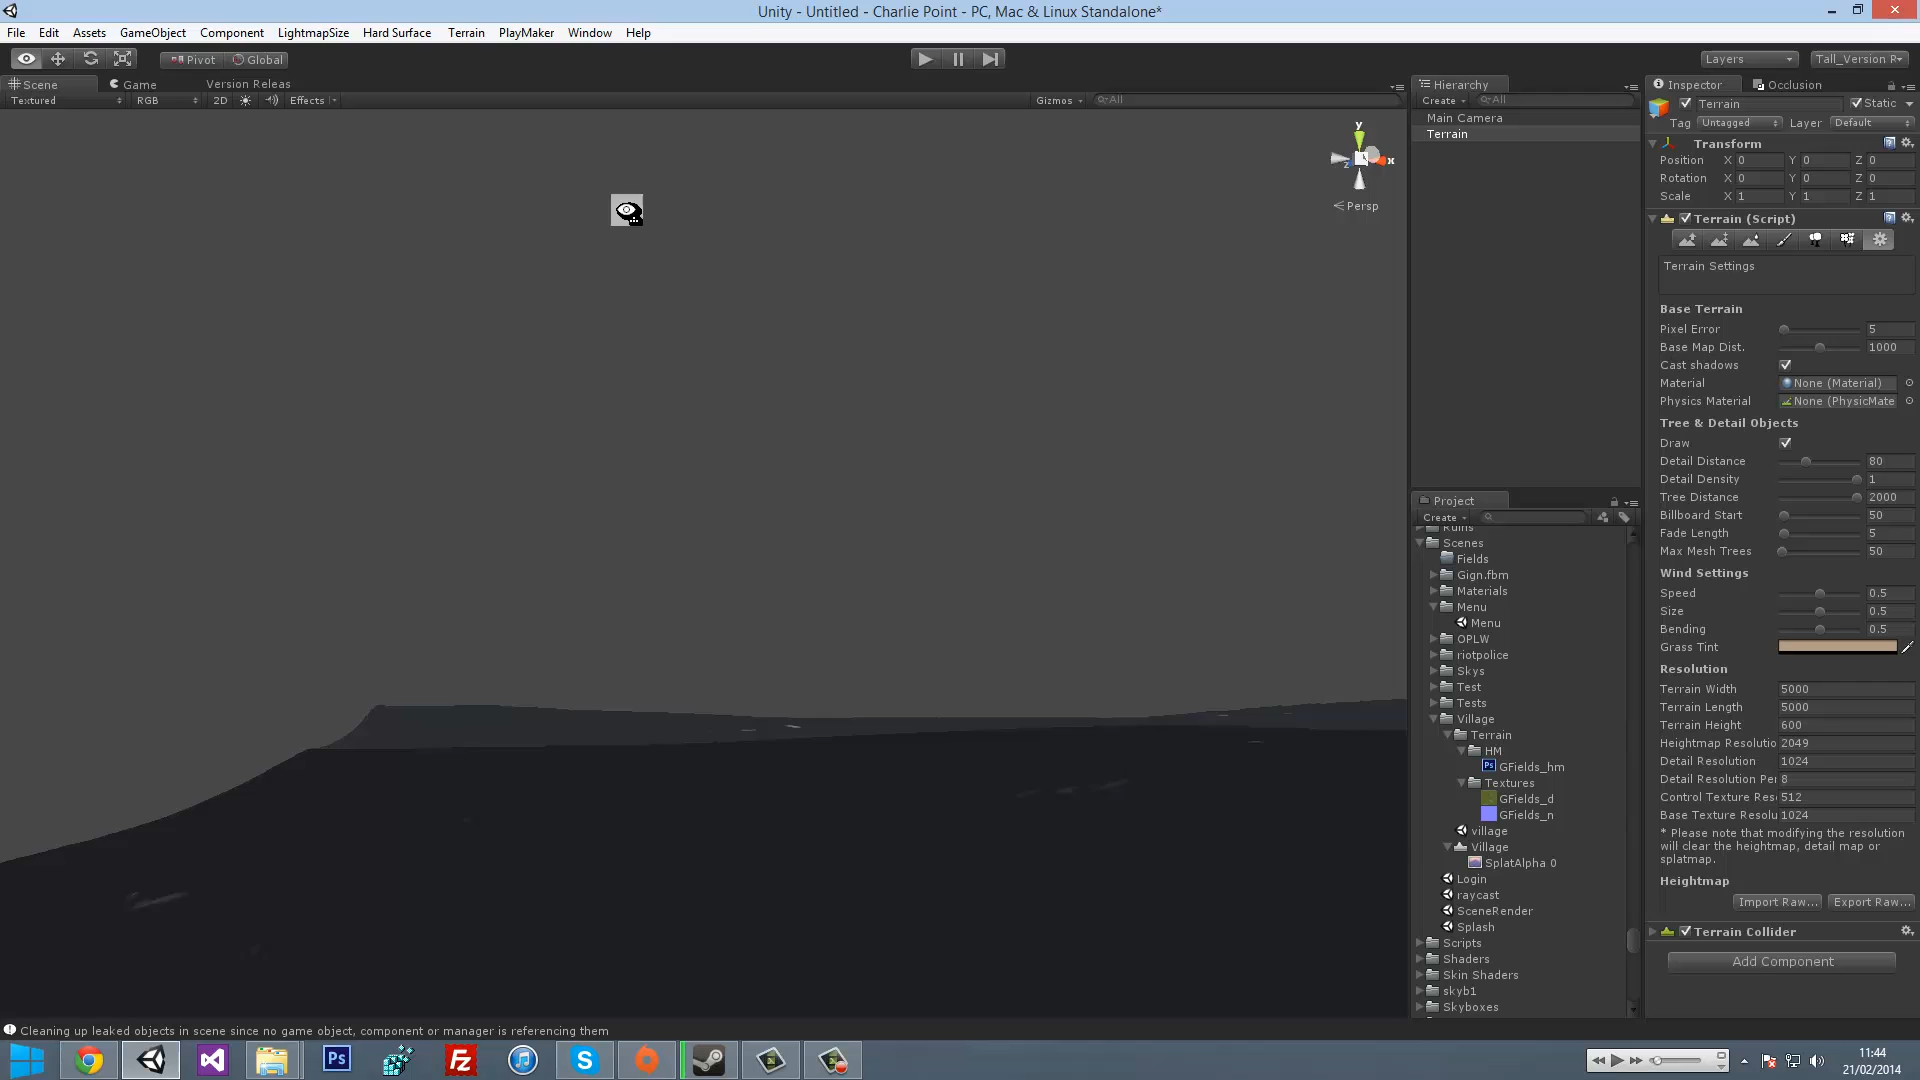 Unity - Untitled - Charlie Point - PC, Mac & Linux Standalone*
File Edit Assets GameObject Component LightmapSize Hard Surface Terrain PlayMaker Window Help
Pivot Global Layers Tall_Version R
Scene Game Version Releas
Textured RGB 2D Effects Gizmos All
y
x
z
Persp
Hierarchy
Create All
Main Camera
Terrain
Project
Create
Ruins
Scenes
Fields
Gign.fbm
Materials
Menu
Menu
OPLW
riotpolice
Skys
Test
Tests
Village
Terrain
HM
Ps GFields_hm
Textures
GFields_d
GFields_n
village
Village
SplatAlpha 0
Login
raycast
SceneRender
Splash
Scripts
Shaders
Skin Shaders
skyb1
Skyboxes
Inspector Occlusion
Terrain Static
Tag Untagged Layer Default
Transform
Position X 0 Y 0 Z 0
Rotation X 0 Y 0 Z 0
Scale X 1 Y 1 Z 1
Terrain (Script)
Terrain Settings
Base Terrain
Pixel Error 5
Base Map Dist. 1000
Cast shadows
Material None (Material)
Physics Material None (PhysicMate
Tree & Detail Objects
Draw
Detail Distance 80
Detail Density 1
Tree Distance 2000
Billboard Start 50
Fade Length 5
Max Mesh Trees 50
Wind Settings
Speed 0.5
Size 0.5
Bending 0.5
Grass Tint
Resolution
Terrain Width 5000
Terrain Length 5000
Terrain Height 600
Heightmap Resolutio 2049
Detail Resolution 1024
Detail Resolution Per 8
Control Texture Res 512
Base Texture Resolu 1024
* Please note that modifying the resolution
will clear the heightmap, detail map or
splatmap.
Heightmap
Import Raw... Export Raw...
Terrain Collider
Add Component
Cleaning up leaked objects in scene since no game object, component or manager is referencing them
Ps Fz S
11:44
21/02/2014